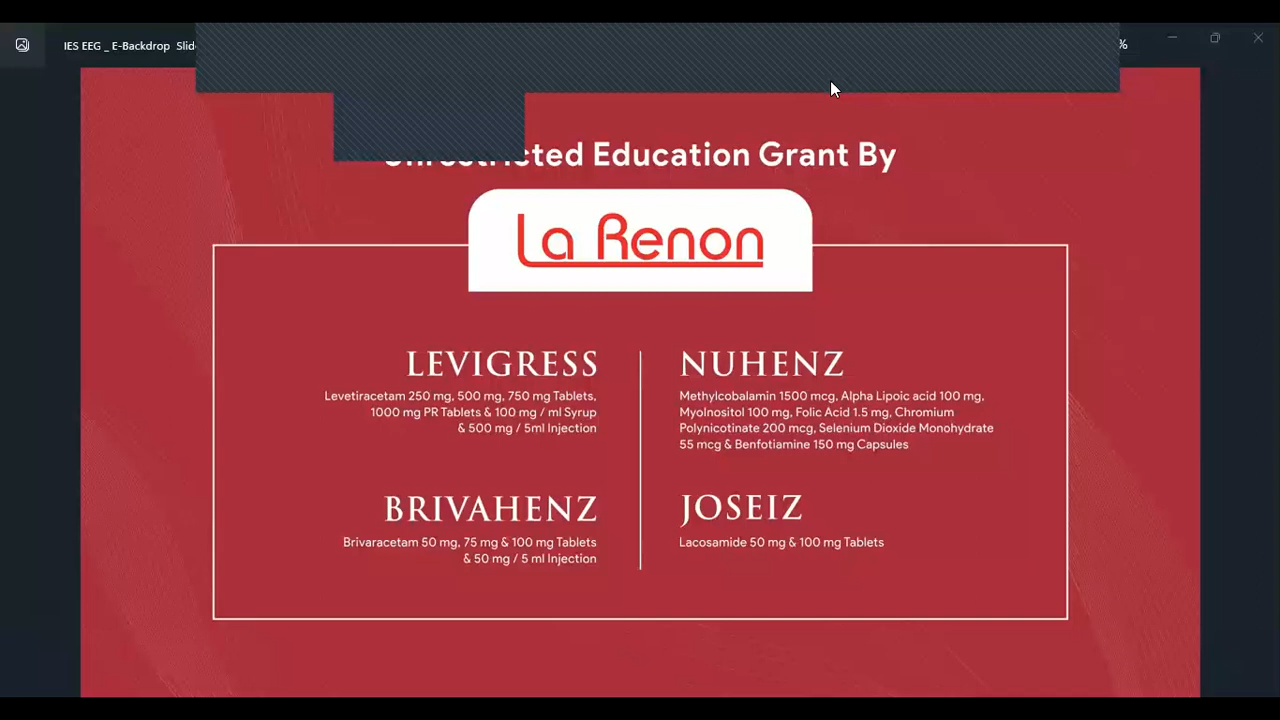 IES EEG _ E-Backdrop Slid
%
Education Grant By
La Renon
LEVIGRESS
Levetiracetam 250 mg, 500 mg, 750 mg Tablets,
1000 mg PR Tablets & 100 mg / ml Syrup
& 500 mg / 5ml Injection
BRIVAHENZ
Brivaracetam 50 mg, 75 mg & 100 mg Tablets
& 50 mg / 5 ml Injection
NUHENZ
Methylcobalamin 1500 mcg, Alpha Lipoic acid 100 mg,
MyoInositol 100 mg, Folic Acid 1.5 mg, Chromium
Polynicotinate 200 mcg, Selenium Dioxide Monohydrate
55 mcg & Benfotiamine 150 mg Capsules
JOSEIZ
Lacosamide 50 mg & 100 mg Tablets